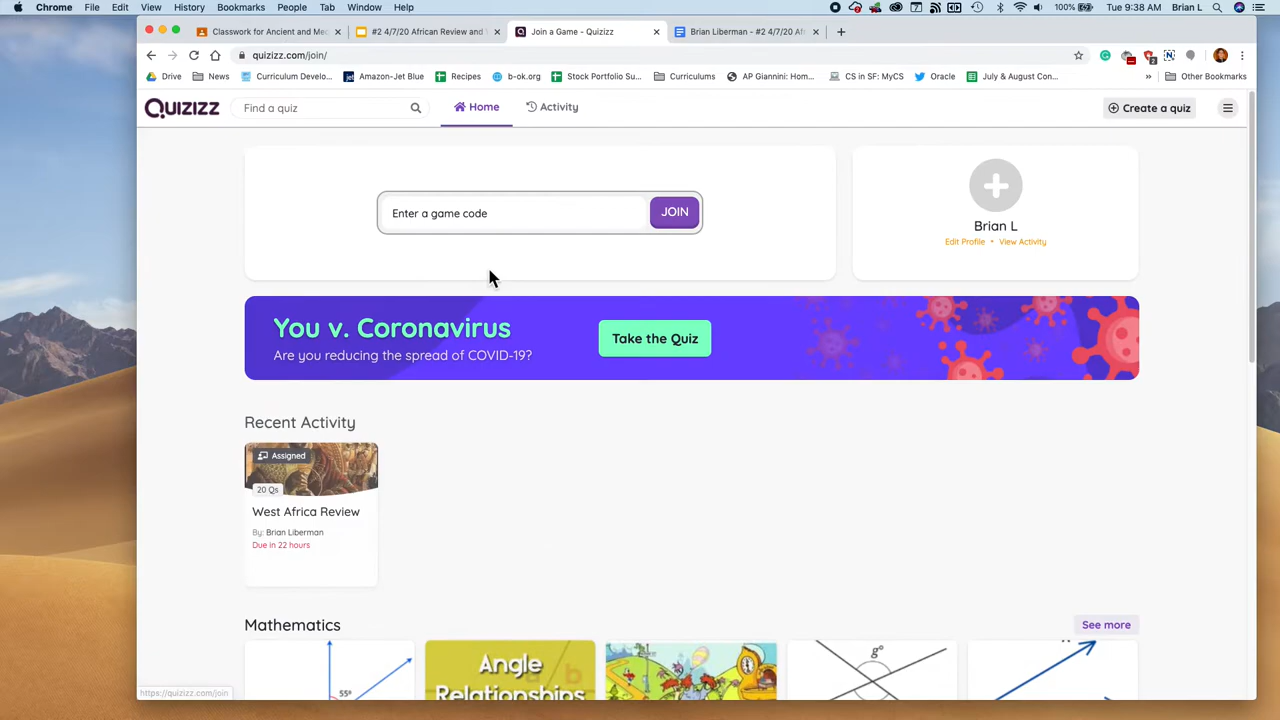 Chrome File Edit View History Bookmarks People Tab Window Help 100% Tue 9:38 AM Brian L
Classwork for Ancient and Med #2 4/7/20 African Review and Join a Game - Quizizz Brian Liberman - #2 4/7/20 Af
quizizz.com/join/
Drive News Curriculum Develo... Amazon-Jet Blue Recipes b-ok.org Stock Portfolio Su... Curriculums AP Giannini: Hom... CS in SF: MyCS Oracle July & August Con... » Other Bookmarks
Quizizz Find a quiz Home Activity Create a quiz
Enter a game code JOIN
Brian L
Edit Profile • View Activity
You v. Coronavirus
Are you reducing the spread of COVID-19?
Take the Quiz
Recent Activity
Assigned
20 Qs
West Africa Review
By: Brian Liberman
Due in 22 hours
Mathematics See more
55°
Angle
Relationships
g°
https://quizizz.com/join